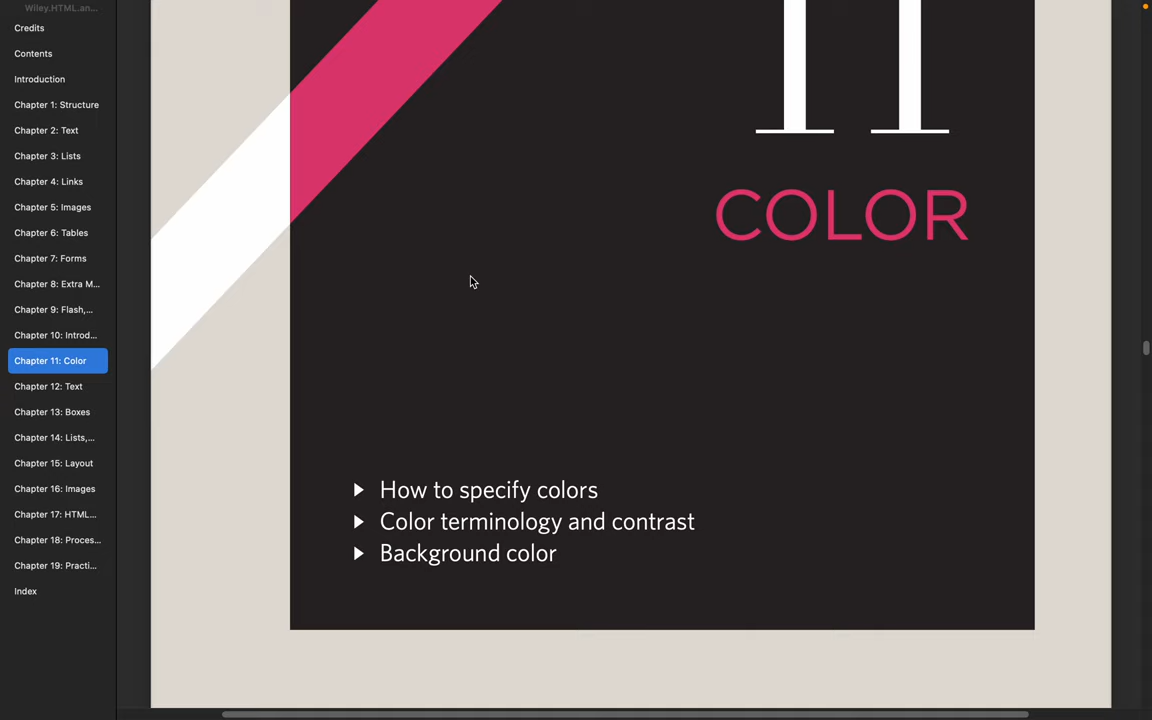 Wiley.HTML.an...
Credits
Contents
Introduction
Chapter 1: Structure
Chapter 2: Text
Chapter 3: Lists
Chapter 4: Links
Chapter 5: Images
Chapter 6: Tables
Chapter 7: Forms
Chapter 8: Extra M...
Chapter 9: Flash,...
Chapter 10: Introd...
Chapter 11: Color
Chapter 12: Text
Chapter 13: Boxes
Chapter 14: Lists,...
Chapter 15: Layout
Chapter 16: Images
Chapter 17: HTML...
Chapter 18: Proces...
Chapter 19: Practi...
Index
11
COLOR
How to specify colors
Color terminology and contrast
Background color